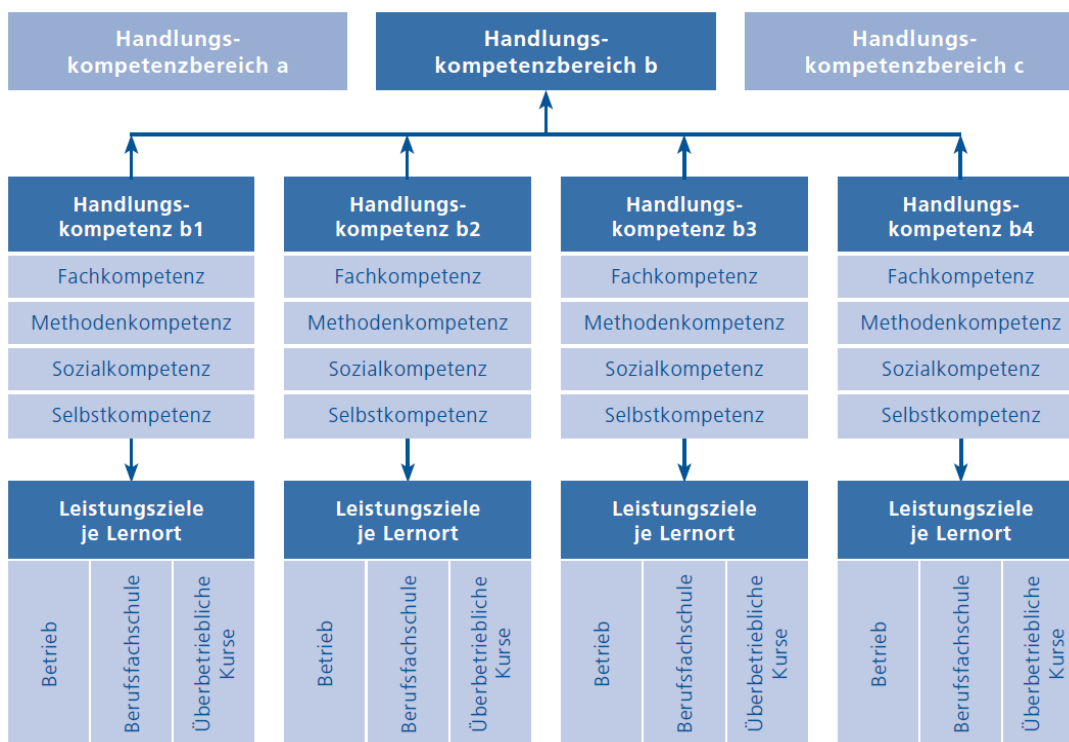 Handlungs-
kompetenzbereich a
Handlungs-
kompetenzbereich b
Handlungs-
kompetenzbereich c
Handlungs-
kompetenz b1
Fachkompetenz
Methodenkompetenz
Sozialkompetenz
Selbstkompetenz
Leistungsziele
je Lernort
Betrieb
Berufsfachschule
Überbetriebliche
Kurse
Handlungs-
kompetenz b2
Fachkompetenz
Methodenkompetenz
Sozialkompetenz
Selbstkompetenz
Leistungsziele
je Lernort
Betrieb
Berufsfachschule
Überbetriebliche
Kurse
Handlungs-
kompetenz b3
Fachkompetenz
Methodenkompetenz
Sozialkompetenz
Selbstkompetenz
Leistungsziele
je Lernort
Betrieb
Berufsfachschule
Überbetriebliche
Kurse
Handlungs-
kompetenz b4
Fachkompetenz
Methodenkompetenz
Sozialkompetenz
Selbstkompetenz
Leistungsziele
je Lernort
Betrieb
Berufsfachschule
Überbetriebliche
Kurse